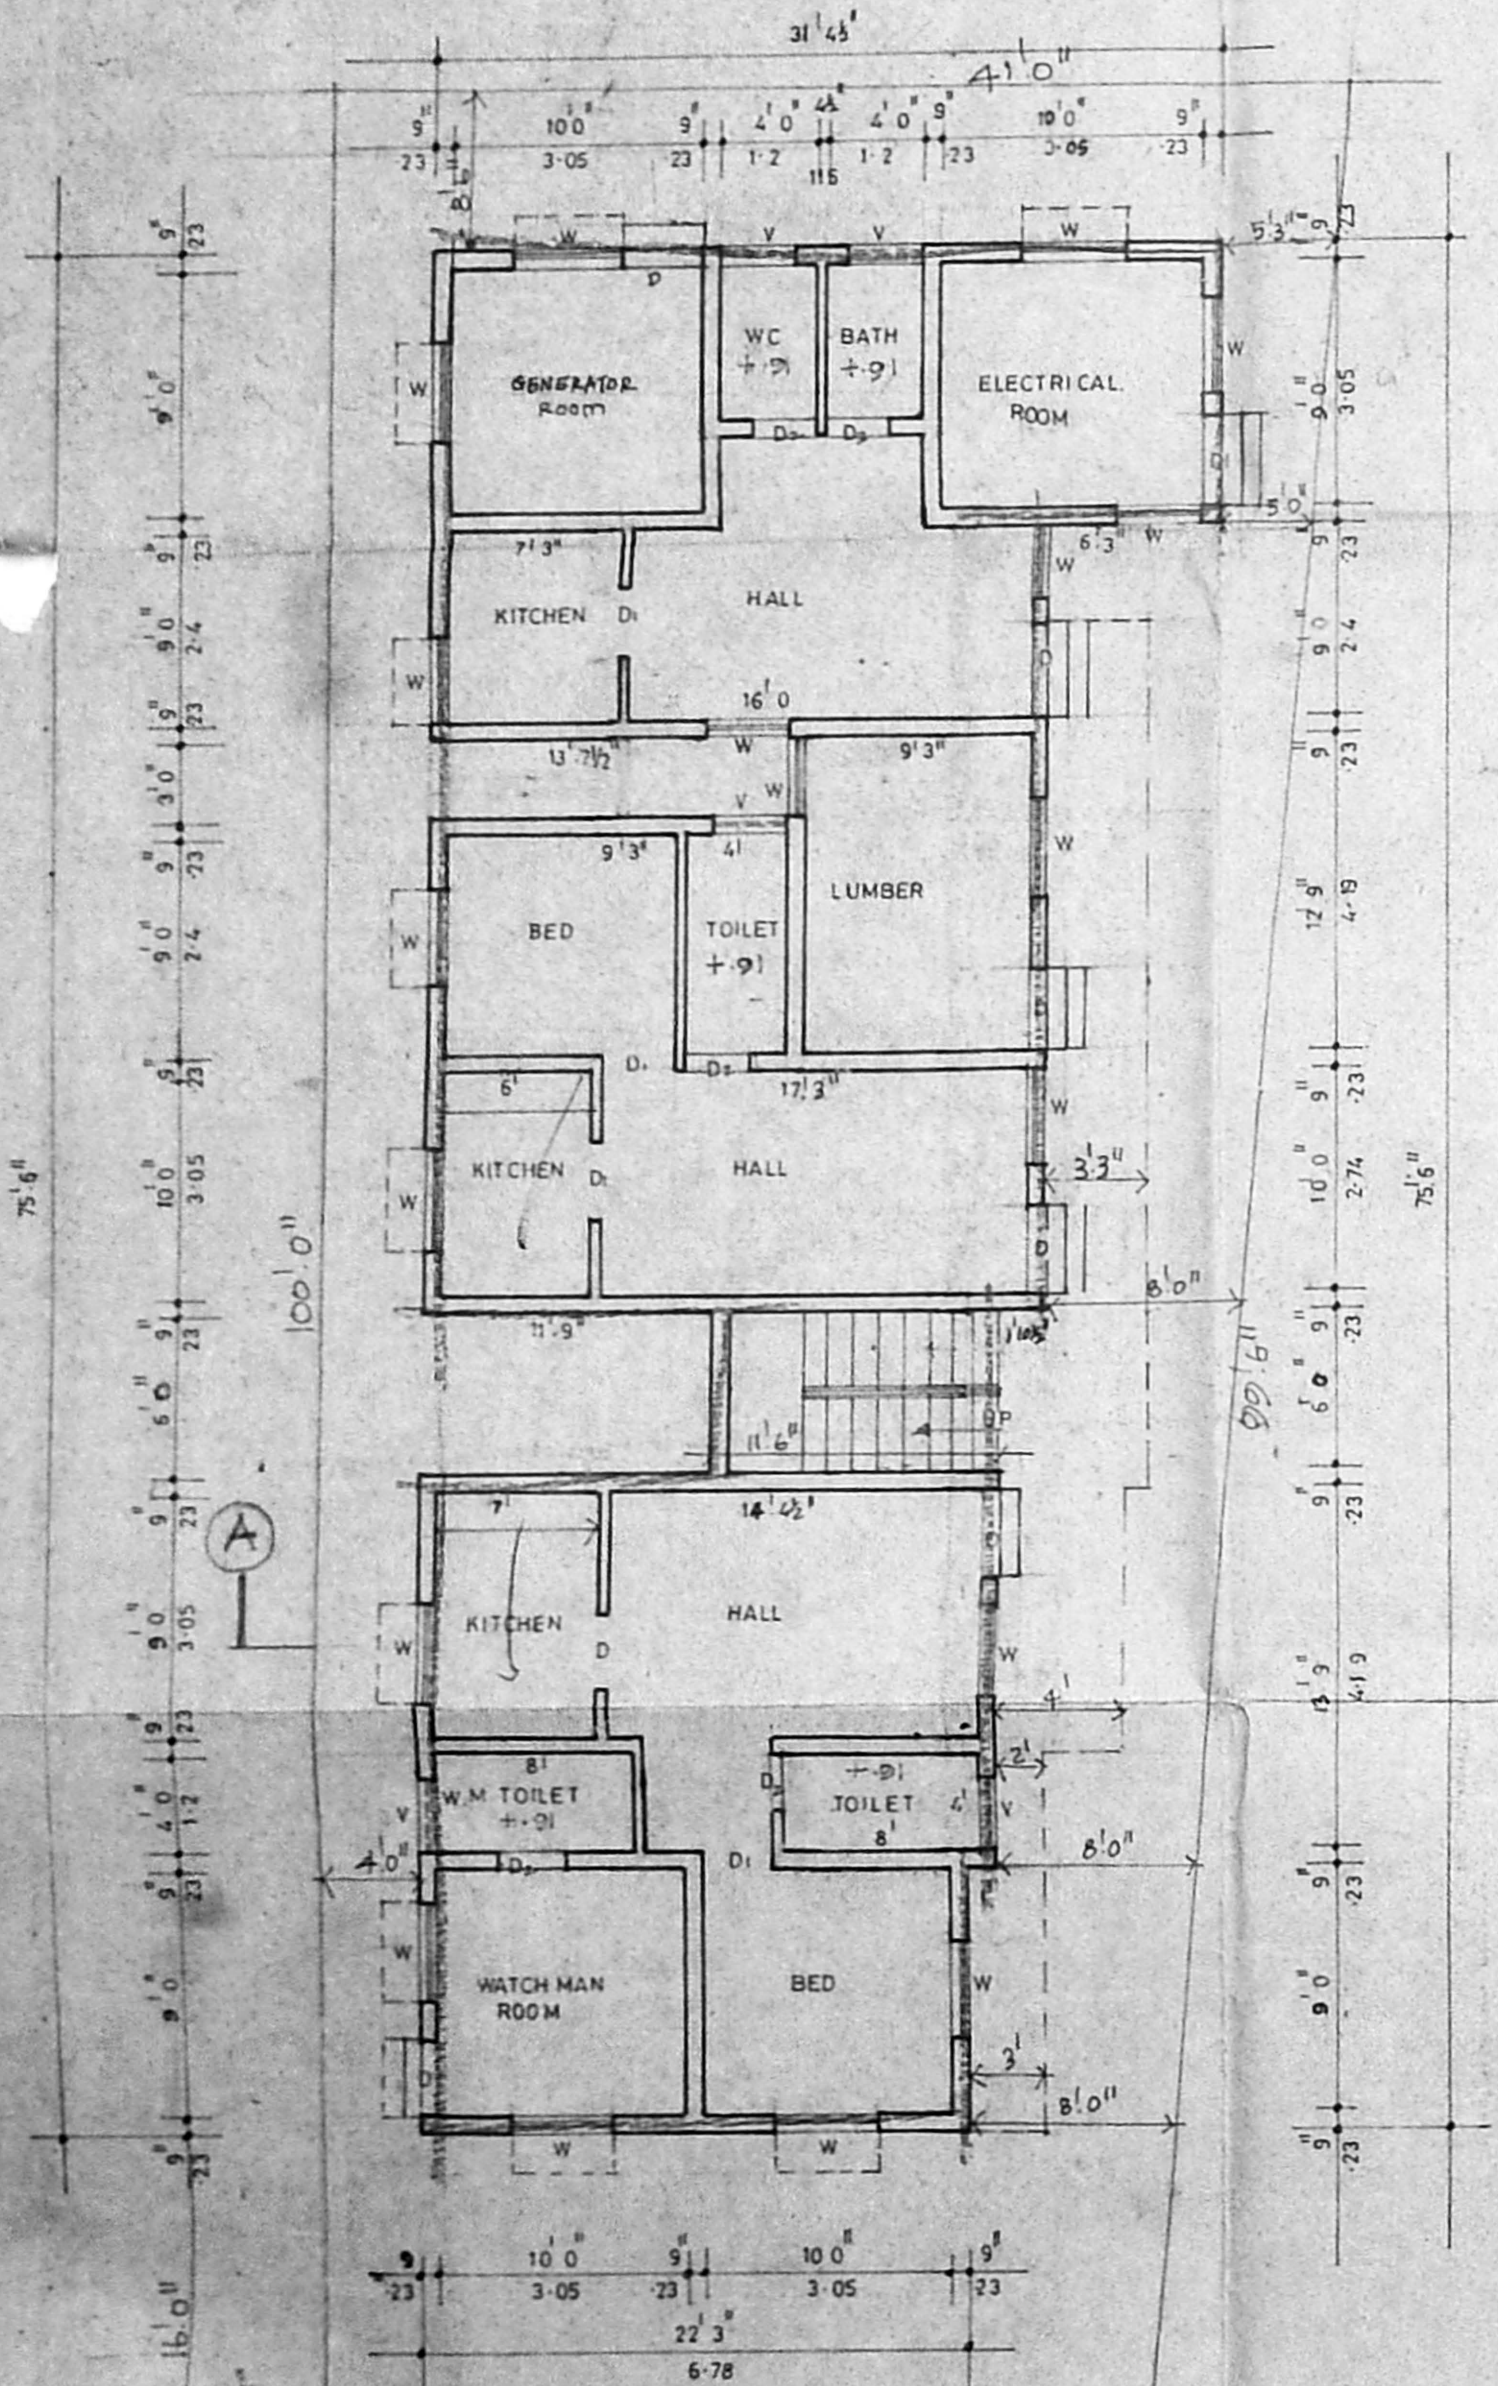 31' 4½"
41'.0"
9" 10'0" 9" 4'0" 4½" 4'0" 9" 10'0" 9"
.23 3.05 .23 1.2 .115 1.2 .23 3.05 .23
8'.6"
5'.3"
9"
.23
9"
.23
W V V W
D
WC
+.91
BATH
+.91
GENERATOR
ROOM
ELECTRICAL
ROOM
W
W
D2 D2
D1
9'0"
9'0"
3.05
5'0"
9"
.23
7'3"
6'.3" W
W
9"
.23
KITCHEN D1 HALL
D
9'0"
2.4
9'0"
2.4
W
16'0
9"
.23
13'.7½" W 9'3"
9"
.23
3'0"
W
V
9"
.23
9'3" 4'
W
LUMBER
BED TOILET
+.91
W
9'0"
2.4
12'9"
4.19
9"
.23
D1 D2
6' 17'.3"
W
9"
.23
KITCHEN D1 HALL
3'.3"
W
10'0"
3.05
10'0"
2.74
75'.6"
75'.6"
100'.0"
D
8'0"
11'.9"
1'10½"
9"
.23
9"
.23
6'0"
6'0"
99'.6"
UP
11'6"
9"
.23
7' 14'4½"
9"
.23
A
KITCHEN D HALL
W
W
9'0"
3.05
13'9"
4.19
4'
9"
.23
8'
2'
W.M TOILET
+.91
D2
+.91
TOILET 4'
8'
V
V
4'0"
1.2
4'.0"
D2 D1
8'.0"
9"
.23
9"
.23
W
WATCH MAN
ROOM
BED
W
9'0"
9'0"
D
3'
8'.0"
W W
9"
.23
9"
.23
9 10'0" 9" 10'0" 9"
.23 3.05 .23 3.05 .23
22'3"
6.78
16'.0"